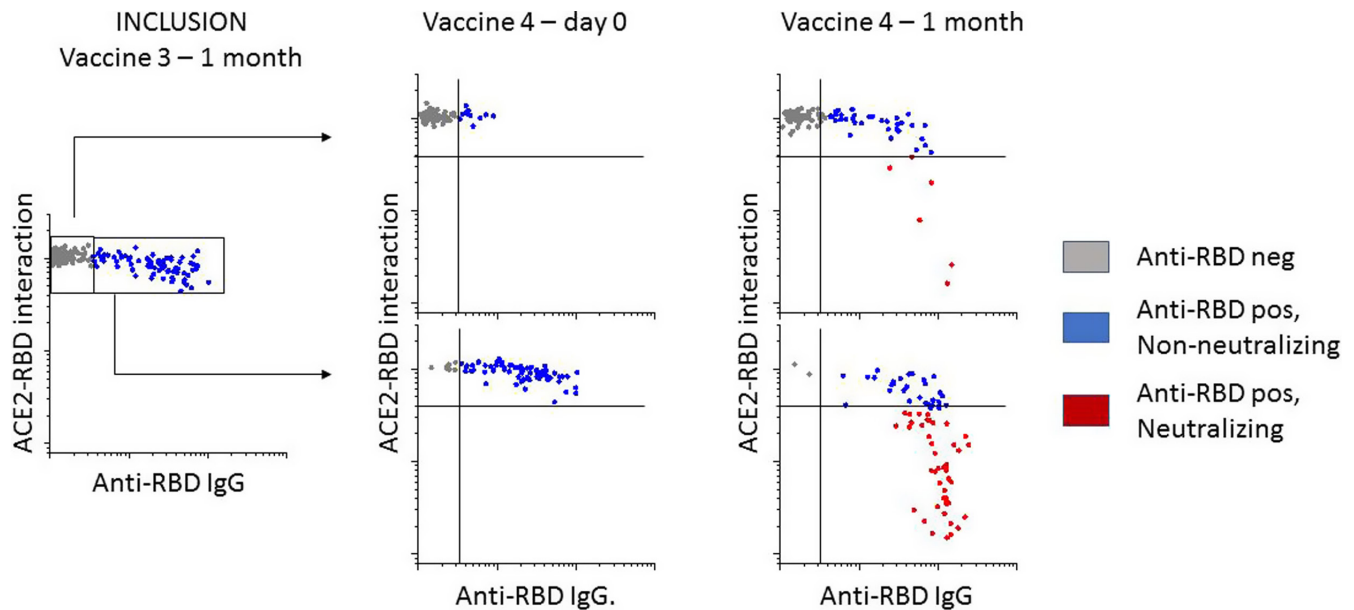 INCLUSION
Vaccine 3 – 1 month
Vaccine 4 – day 0
Vaccine 4 – 1 month
ACE2-RBD interaction
Anti-RBD IgG
ACE2-RBD interaction
Anti-RBD IgG.
ACE2-RBD interaction
Anti-RBD IgG
Anti-RBD neg
Anti-RBD pos,
Non-neutralizing
Anti-RBD pos,
Neutralizing